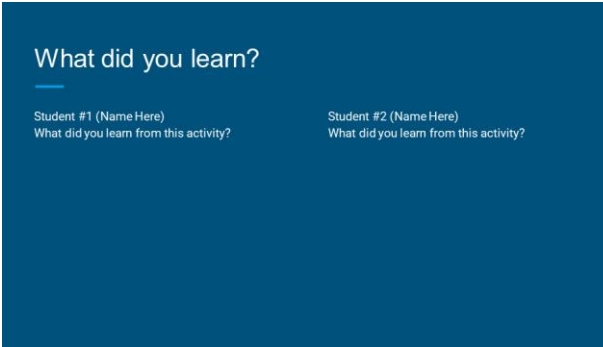 What did you learn?
Student #1 (Name Here)
What did you learn from this activity?
Student #2 (Name Here)
What did you learn from this activity?